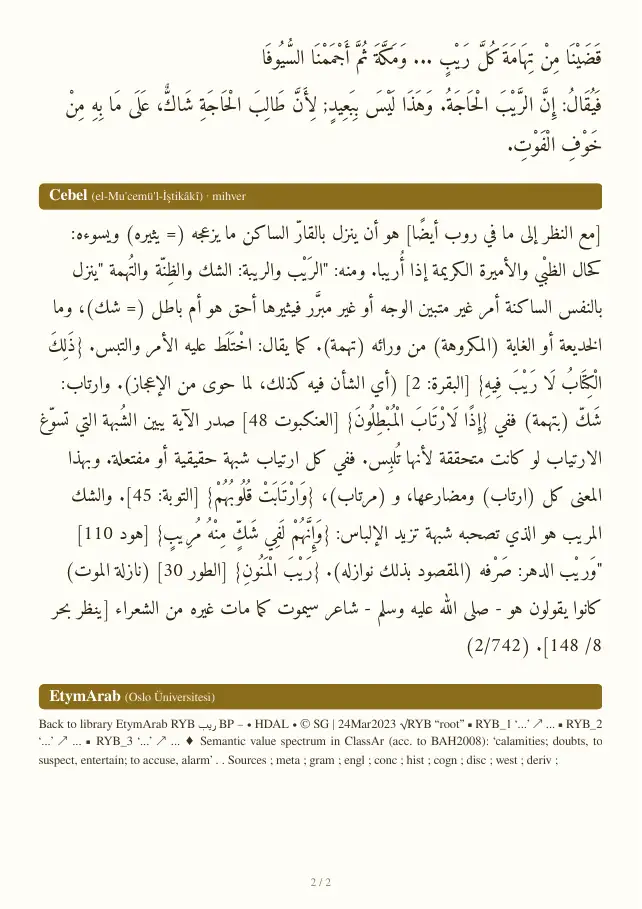 قَضَيْنَا مِنْ تِهَامَةَ كُلَّ رَيْبٍ ... وَمَكَّةَ ثُمَّ أَجْمَمْنَا السُّيُوفَا
فَيُقَالُ: إِنَّ الرَّيْبَ الْحَاجَةُ. وَهَذَا لَيْسَ بِبَعِيدٍ; لِأَنَّ طَالِبَ الْحَاجَةِ شَاكٌّ، عَلَى مَا بِهِ مِنْ
خَوْفِ الْفَوْتِ.
Cebel (el-Mu'cemü'l-İştikâkî) · mihver
[مع النظر إلى ما في روب أيضًا] هو أن ينزل بالقارّ الساكن ما يزعجه (= يثيره) ويسوءه:
كحال الظبْي والأميرة الكريمة إذا أُريبا. ومنه: "الريَب والريبة: الشك والظِنّة والتُهمة "ينزل
بالنفس الساكنة أمر غير متبين الوجه أو غير مبرَّر فيثيرها أحق هو أم باطل (= شك)، وما
الخديعة أو الغاية (المكروهة) من ورائه (تهمة). كما يقال: اخْتَلَط عليه الأمر والتبس. {ذَلِكَ
الْكِتَابُ لَا رَيْبَ فِيهِ} [البقرة: 2] (أي الشأن فيه كذلك، لما حوى من الإعجاز). وارتاب:
شَكّ (بتهمة) ففي {إِذًا لَارْتَابَ الْمُبْطِلُونَ} [العنكبوت 48] صدر الآية يبين الشُبهة التي تسوّغ
الارتياب لو كانت متحققة لأنها تُلبِس. ففي كل ارتياب شبهة حقيقية أو مفتعلة. وبهذا
المعنى كل (ارتاب) ومضارعها، و (مرتاب)، {وَارْتَابَتْ قُلُوبُهُمْ} [التوبة: 45]. والشك
المريب هو الذي تصحبه شبهة تزيد الإلباس: {وَإِنَّهُمْ لَفِي شَكٍّ مِنْهُ مُرِيبٍ} [هود 110]
"وَريْب الدهر: صَرْفه (المقصود بذلك نوازله). {رَيْبَ الْمَنُونِ} [الطور 30] (نازلة الموت)
كانوا يقولون هو - صلى الله عليه وسلم - شاعر سيموت كما مات غيره من الشعراء [ينظر بحر
8/ 148]. (2/742)
EtymArab (Oslo Üniversitesi)
Back to library EtymArab RYB ريب BP – • HDAL • © SG | 24Mar2023 √RYB “root” ▪ RYB_1 ‘...’ ↗ ... ▪ RYB_2
‘...’ ↗ ... ▪ RYB_3 ‘...’ ↗ ... ♦ Semantic value spectrum in ClassAr (acc. to BAH2008): ‘calamities; doubts, to
suspect, entertain; to accuse, alarm’ . . Sources ; meta ; gram ; engl ; conc ; hist ; cogn ; disc ; west ; deriv ;
2 / 2